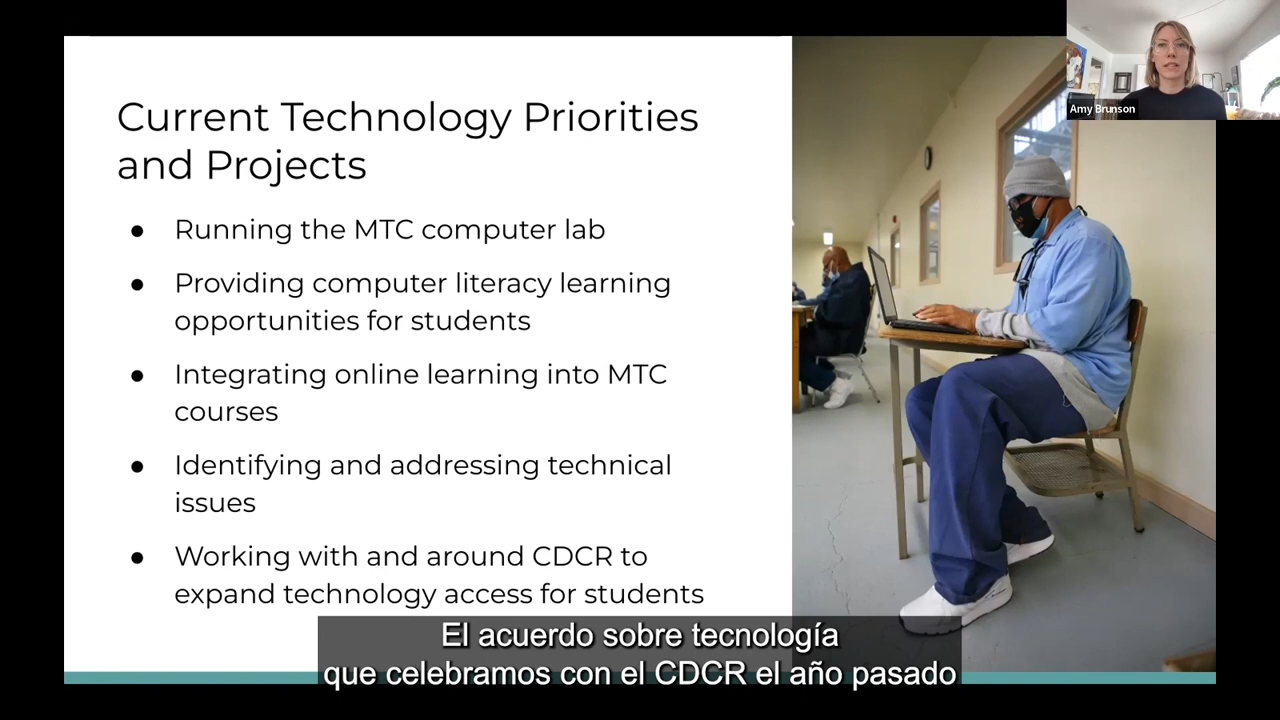 Current Technology Priorities
and Projects
● Running the MTC computer lab
● Providing computer literacy learning
opportunities for students
● Integrating online learning into MTC
courses
● Identifying and addressing technical
issues
● Working with and around CDCR to
expand technology access for students
Amy Brunson
El acuerdo sobre tecnología
que celebramos con el CDCR el año pasado